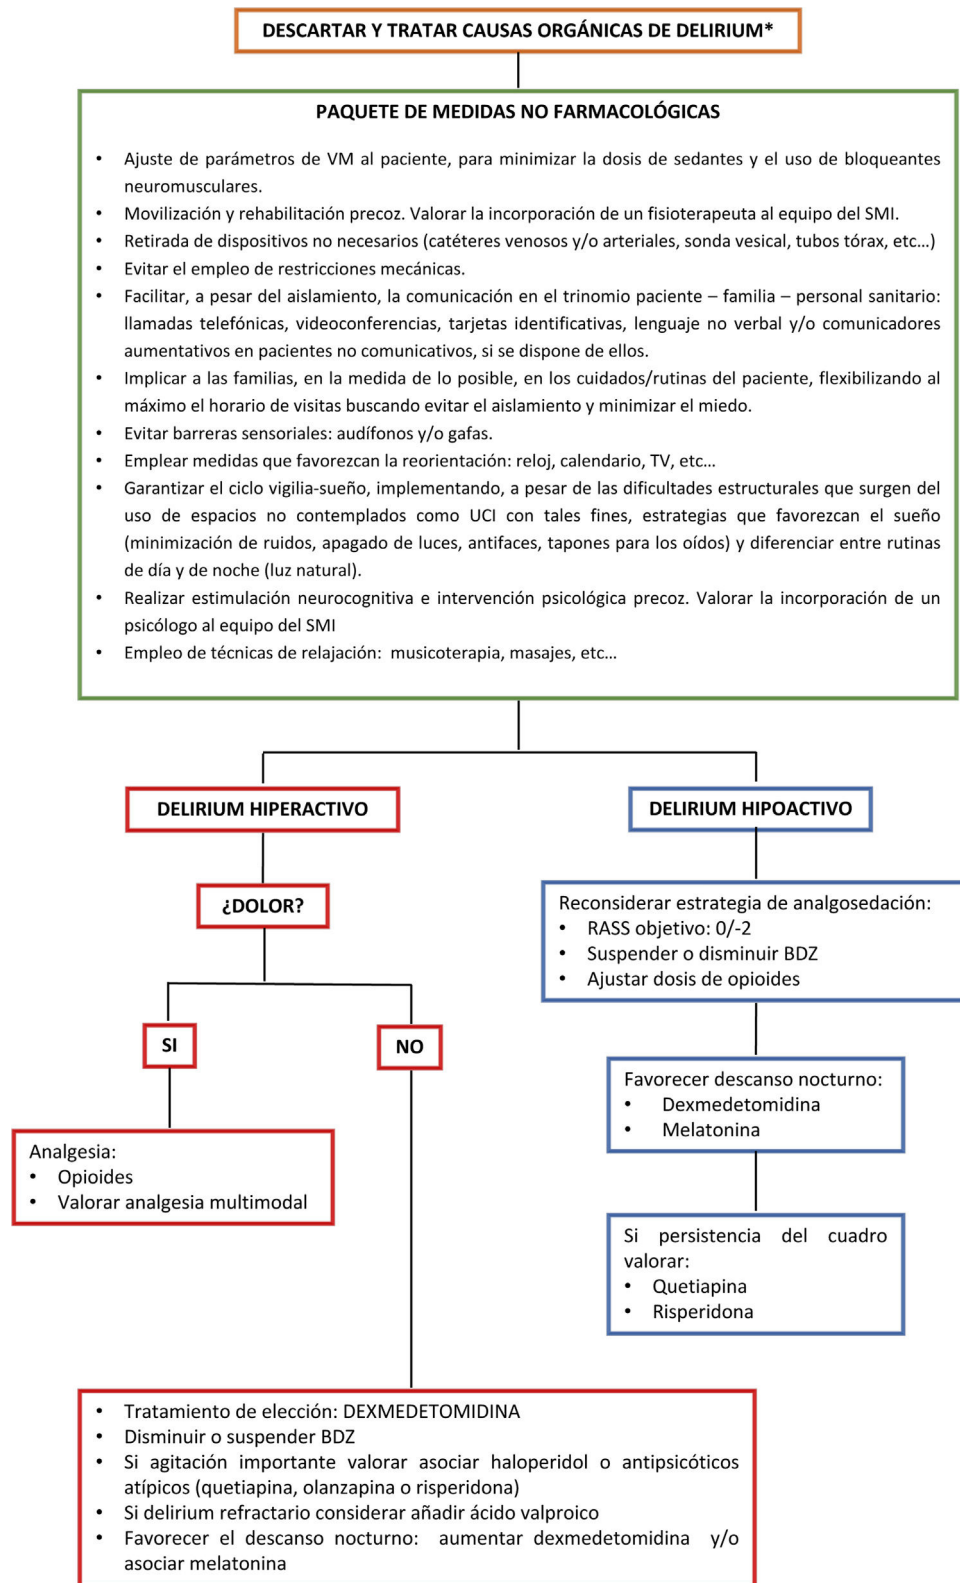 DESCARTAR Y TRATAR CAUSAS ORGÁNICAS DE DELIRIUM*
PAQUETE DE MEDIDAS NO FARMACOLÓGICAS
• Ajuste de parámetros de VM al paciente, para minimizar la dosis de sedantes y el uso de bloqueantes
neuromusculares.
• Movilización y rehabilitación precoz. Valorar la incorporación de un fisioterapeuta al equipo del SMI.
• Retirada de dispositivos no necesarios (catéteres venosos y/o arteriales, sonda vesical, tubos tórax, etc...)
• Evitar el empleo de restricciones mecánicas.
• Facilitar, a pesar del aislamiento, la comunicación en el trinomio paciente – familia – personal sanitario:
llamadas telefónicas, videoconferencias, tarjetas identificativas, lenguaje no verbal y/o comunicadores
aumentativos en pacientes no comunicativos, si se dispone de ellos.
• Implicar a las familias, en la medida de lo posible, en los cuidados/rutinas del paciente, flexibilizando al
máximo el horario de visitas buscando evitar el aislamiento y minimizar el miedo.
• Evitar barreras sensoriales: audífonos y/o gafas.
• Emplear medidas que favorezcan la reorientación: reloj, calendario, TV, etc...
• Garantizar el ciclo vigilia-sueño, implementando, a pesar de las dificultades estructurales que surgen del
uso de espacios no contemplados como UCI con tales fines, estrategias que favorezcan el sueño
(minimización de ruidos, apagado de luces, antifaces, tapones para los oídos) y diferenciar entre rutinas
de día y de noche (luz natural).
• Realizar estimulación neurocognitiva e intervención psicológica precoz. Valorar la incorporación de un
psicólogo al equipo del SMI
• Empleo de técnicas de relajación: musicoterapia, masajes, etc...
DELIRIUM HIPERACTIVO
¿DOLOR?
SI
NO
Analgesia:
• Opioides
• Valorar analgesia multimodal
• Tratamiento de elección: DEXMEDETOMIDINA
• Disminuir o suspender BDZ
• Si agitación importante valorar asociar haloperidol o antipsicóticos
atípicos (quetiapina, olanzapina o risperidona)
• Si delirium refractario considerar añadir ácido valproico
• Favorecer el descanso nocturno: aumentar dexmedetomidina y/o
asociar melatonina
DELIRIUM HIPOACTIVO
Reconsiderar estrategia de analgosedación:
• RASS objetivo: 0/-2
• Suspender o disminuir BDZ
• Ajustar dosis de opioides
Favorecer descanso nocturno:
• Dexmedetomidina
• Melatonina
Si persistencia del cuadro
valorar:
• Quetiapina
• Risperidona